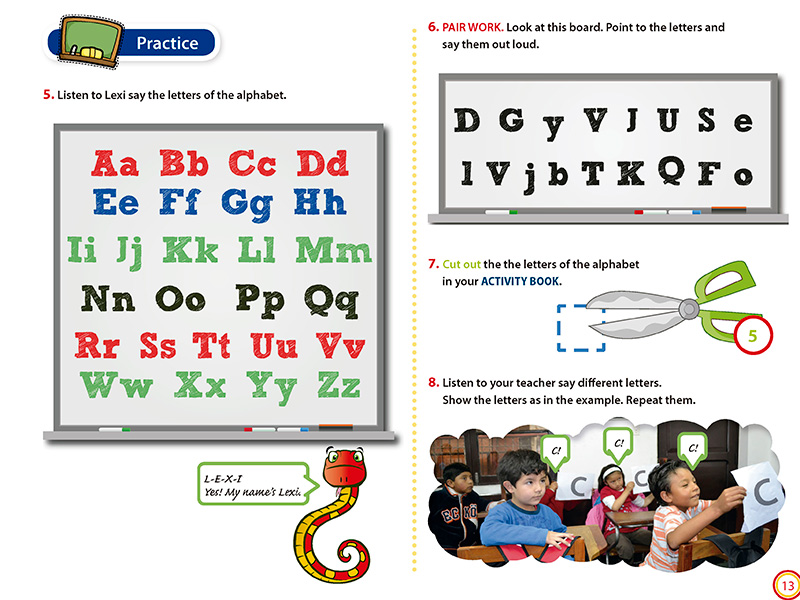 Practice
5. Listen to Lexi say the letters of the alphabet.
Aa Bb Cc Dd
Ee Ff Gg Hh
Ii Jj Kk Ll Mm
Nn Oo Pp Qq
Rr Ss Tt Uu Vv
Ww Xx Yy Zz
L-E-X-I
Yes! My name's Lexi.
6. PAIR WORK. Look at this board. Point to the letters and
say them out loud.
D G y V J U S e
l V j b T K Q F o
7. Cut out the the letters of the alphabet
in your ACTIVITY BOOK.
5
8. Listen to your teacher say different letters.
Show the letters as in the example. Repeat them.
C!
C!
C!
C
C
13